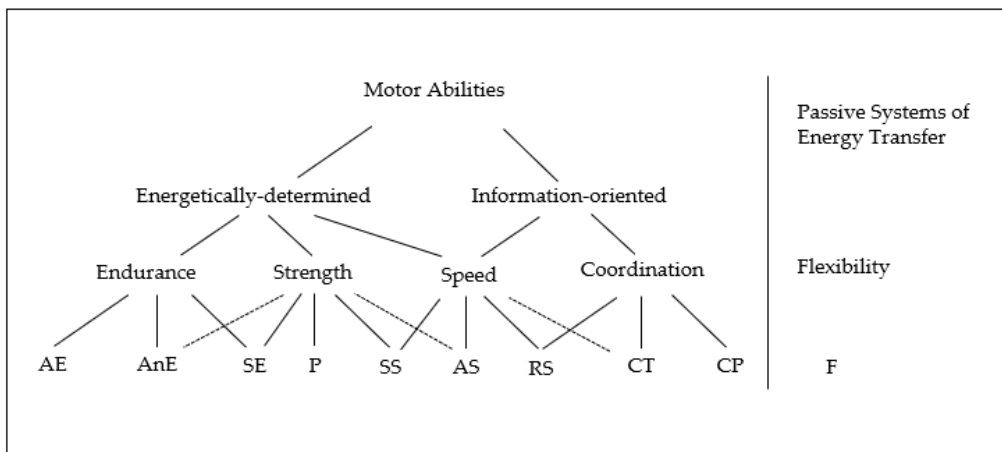 Motor Abilities
Passive Systems of
Energy Transfer
Energetically-determined
Information-oriented
Endurance
Strength
Speed
Coordination
Flexibility
AE
AnE
SE
P
SS
AS
RS
CT
CP
F